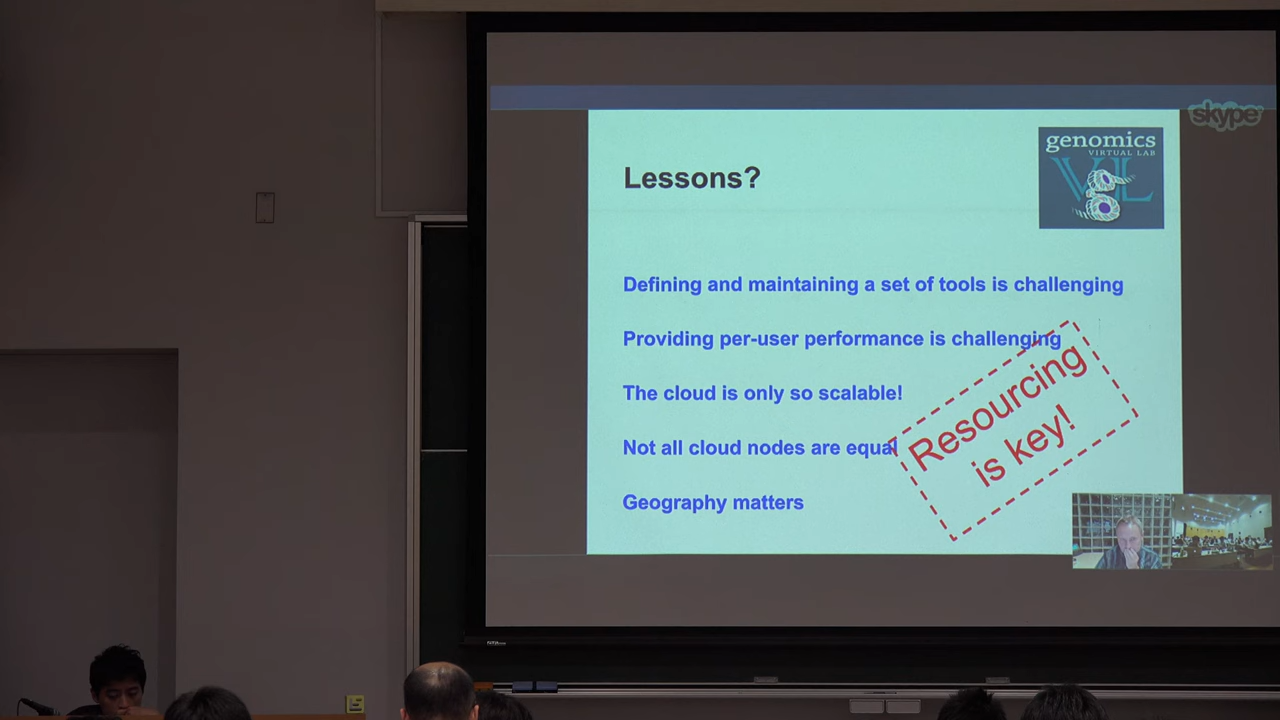 skype
genomics
VIRTUAL LAB
VL
Lessons?
Defining and maintaining a set of tools is challenging
Providing per-user performance is challenging
The cloud is only so scalable!
Not all cloud nodes are equal
Geography matters
Resourcing
is key!